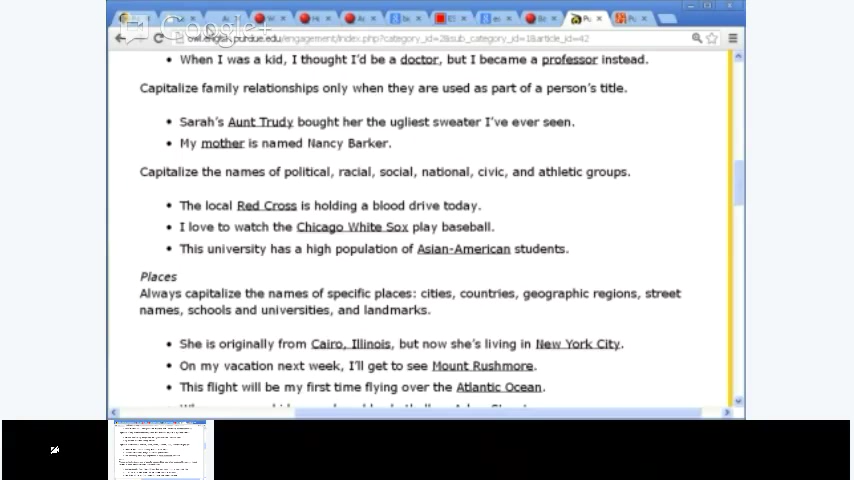 Google+
owl.english.purdue.edu/engagement/index.php?category_id=2&sub_category_id=1&article_id=42
• When I was a kid, I thought I'd be a doctor, but I became a professor instead.
Capitalize family relationships only when they are used as part of a person's title.
• Sarah's Aunt Trudy bought her the ugliest sweater I've ever seen.
• My mother is named Nancy Barker.
Capitalize the names of political, racial, social, national, civic, and athletic groups.
• The local Red Cross is holding a blood drive today.
• I love to watch the Chicago White Sox play baseball.
• This university has a high population of Asian-American students.
Places
Always capitalize the names of specific places: cities, countries, geographic regions, street
names, schools and universities, and landmarks.
• She is originally from Cairo, Illinois, but now she's living in New York City.
• On my vacation next week, I'll get to see Mount Rushmore.
• This flight will be my first time flying over the Atlantic Ocean.